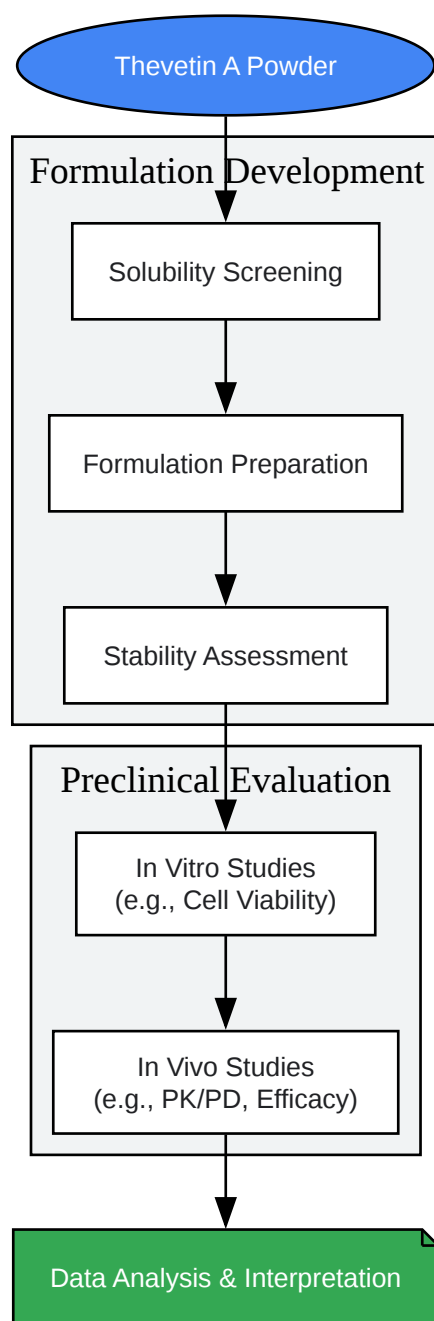 Thevetin A Powder
Formulation Development
Solubility Screening
Formulation Preparation
Stability Assessment
Preclinical Evaluation
In Vitro Studies
(e.g., Cell Viability)
In Vivo Studies
(e.g., PK/PD, Efficacy)
Data Analysis & Interpretation